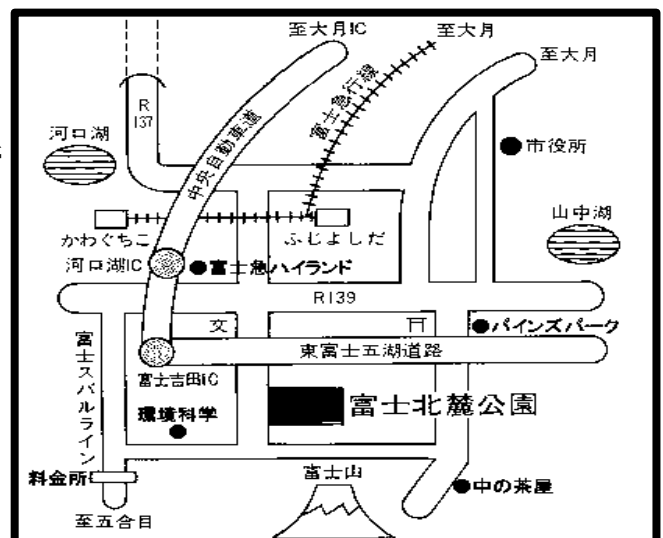 至大月IC
至大月
至大月
R
137
河口湖
中央自動車道
富士急行線
市役所
山中湖
かわぐちこ
ふじよしだ
河口湖IC
富士急ハイランド
R139
文
パインズパーク
富士スバルライン
東富士五湖道路
富士吉田IC
富士北麓公園
環境科学
料金所
富士山
中の茶屋
至五合目